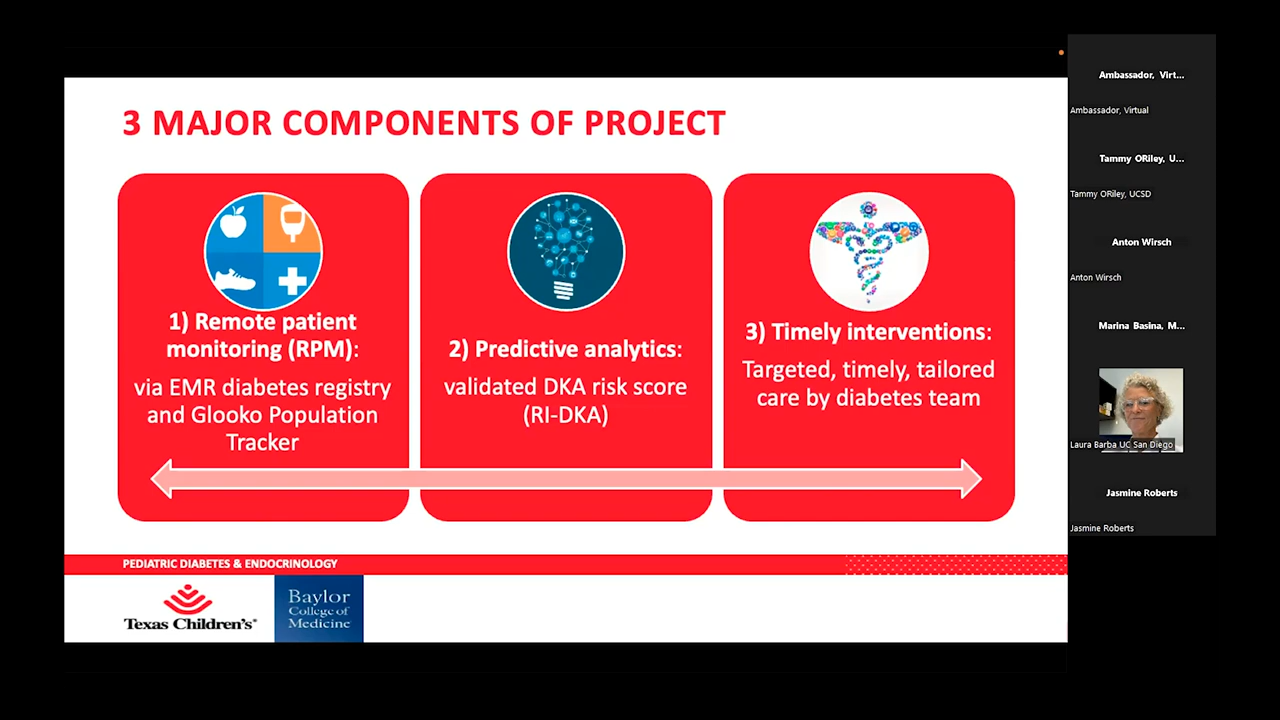 3 MAJOR COMPONENTS OF PROJECT
1) Remote patient
monitoring (RPM):
via EMR diabetes registry
and Glooko Population
Tracker
2) Predictive analytics:
validated DKA risk score
(RI-DKA)
3) Timely interventions:
Targeted, timely, tailored
care by diabetes team
PEDIATRIC DIABETES & ENDOCRINOLOGY
Texas Children's
Baylor
College of
Medicine
Ambassador, Virt...
Ambassador, Virtual
Tammy ORiley, U...
Tammy ORiley, UCSD
Anton Wirsch
Anton Wirsch
Marina Basina, M...
Laura Barba UC San Diego
Jasmine Roberts
Jasmine Roberts